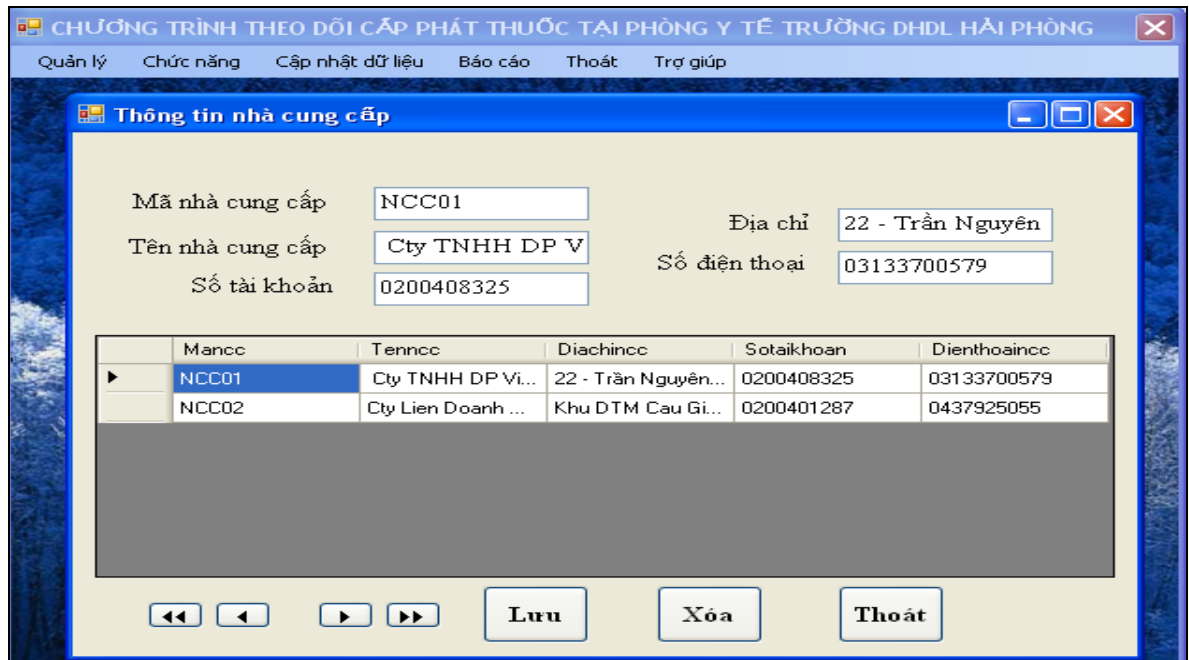 CHƯƠNG TRÌNH THEO DÕI CẤP PHÁT THUỐC TẠI PHÒNG Y TẾ TRƯỜNG DHDL HẢI PHÒNG
Quản lý Chức năng Cập nhật dữ liệu Báo cáo Thoát Trợ giúp
Thông tin nhà cung cấp
Mã nhà cung cấp NCC01
Địa chỉ 22 - Trần Nguyên
Tên nhà cung cấp Cty TNHH DP V
Số điện thoại 03133700579
Số tài khoản 0200408325
Mancc Tenncc Diachincc Sotaikhoan Dienthoaincc
NCC01 Cty TNHH DP Vi... 22 - Trần Nguyên... 0200408325 03133700579
NCC02 Cty Lien Doanh ... Khu DTM Cau Gi... 0200401287 0437925055
Lưu Xóa Thoát